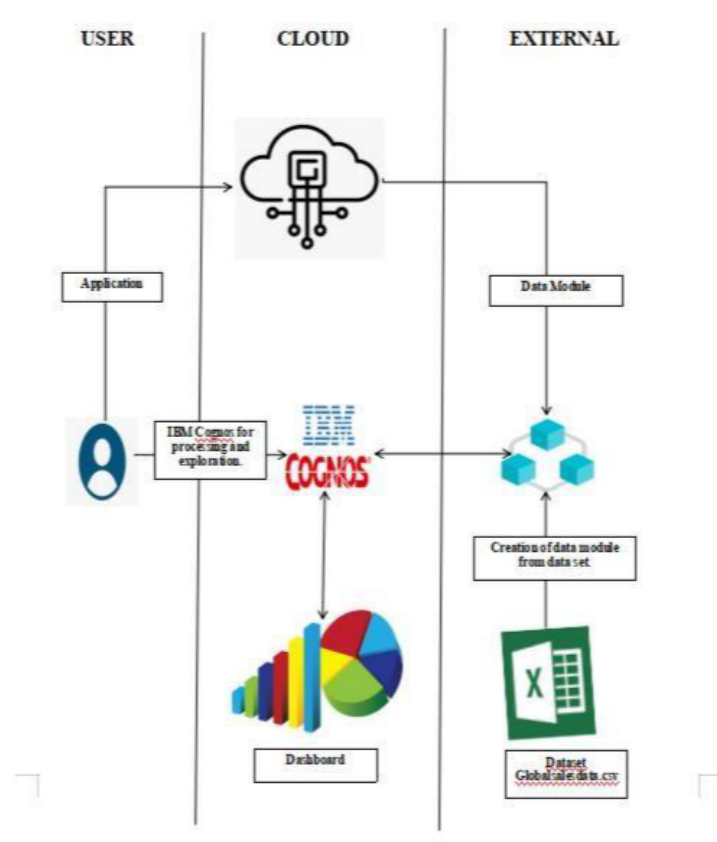 USER
CLOUD
EXTERNAL
Application
Data Module
IBM Cognos for
processing and
exploration.
IBM
COGNOS
Creation of data module
from data set
X
Dashboard
Dataset
Globalsalesdata.csv